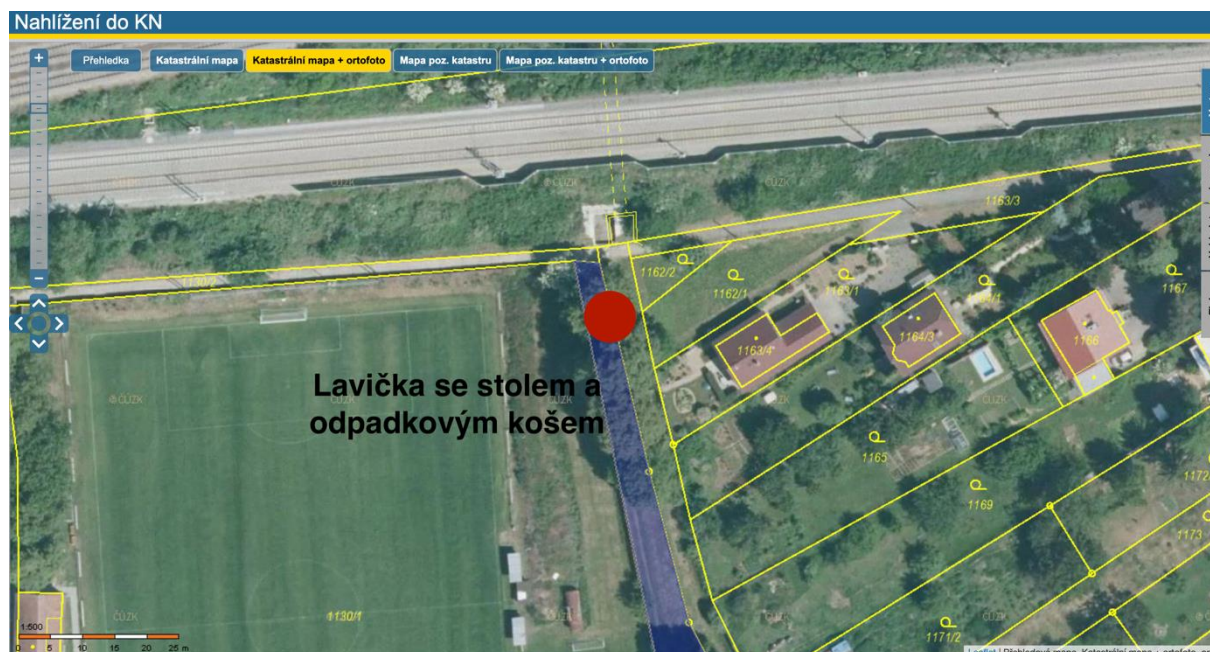 Nahlížení do KN
Přehledka
Katastrální mapa
Katastrální mapa + ortofoto
Mapa poz. katastru
Mapa poz. katastru + ortofoto
© ČÚZK
ČÚZK
1163/3
1130/2
1162/2
1162/1
1163/1
1167
1163/4
1164/3
1166
Lavička se stolem a
odpadkovým košem
© ČÚZK
ČÚZK
1165
1169
1173
ČÚZK
1130/1
ČÚZK
1171/2
1:500
0 5 10 15 20 25 m